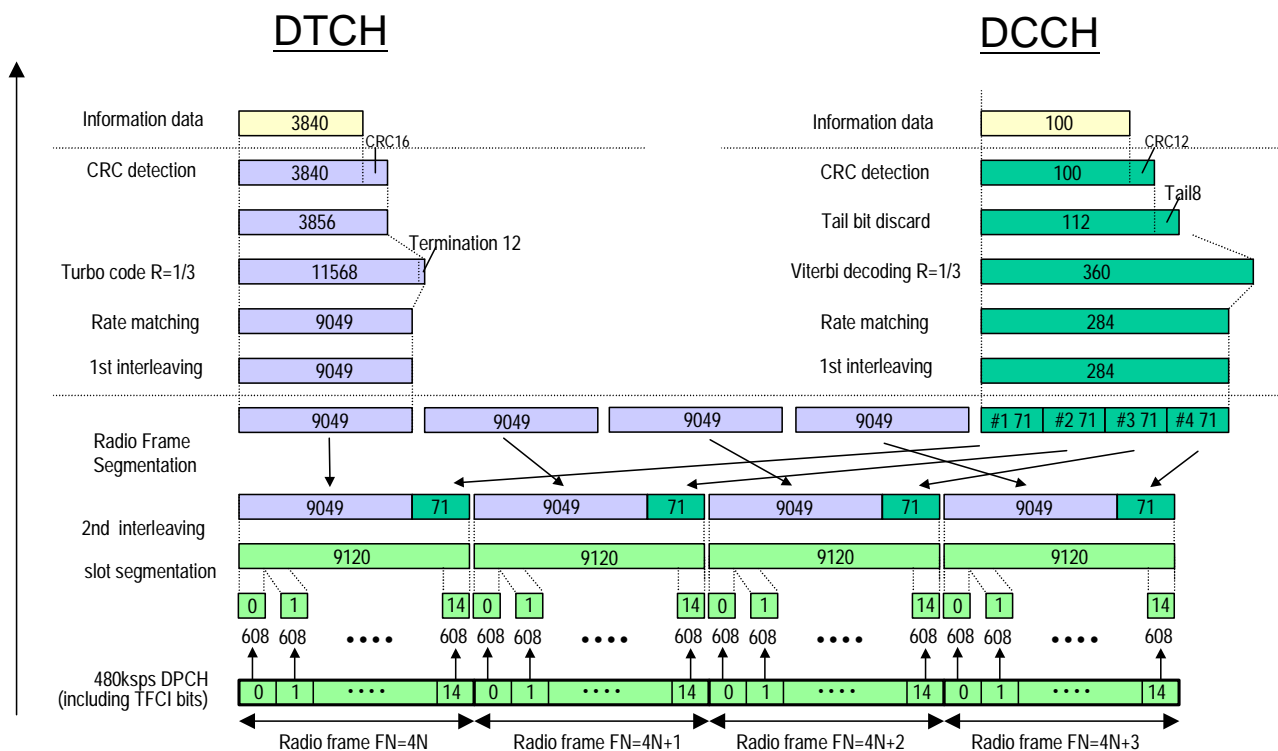 DTCH DCCH
Information data 3840 Information data 100
CRC16 CRC12
CRC detection 3840 CRC detection 100
Tail8
3856 Tail bit discard 112
Termination 12
Turbo code R=1/3 11568 Viterbi decoding R=1/3 360
Rate matching 9049 Rate matching 284
1st interleaving 9049 1st interleaving 284
9049 9049 9049 9049 #1 71 #2 71 #3 71 #4 71
Radio Frame
Segmentation
9049 71 9049 71 9049 71 9049 71
2nd interleaving
9120 9120 9120 9120
slot segmentation
0 1 14 0 1 14 0 1 14 0 1 14
608 608 •••• 608 608 608 •••• 608 608 608 •••• 608 608 608 •••• 608
480ksps DPCH
(including TFCI bits)
0 1 •••• 14 0 1 •••• 14 0 1 •••• 14 0 1 •••• 14
Radio frame FN=4N Radio frame FN=4N+1 Radio frame FN=4N+2 Radio frame FN=4N+3